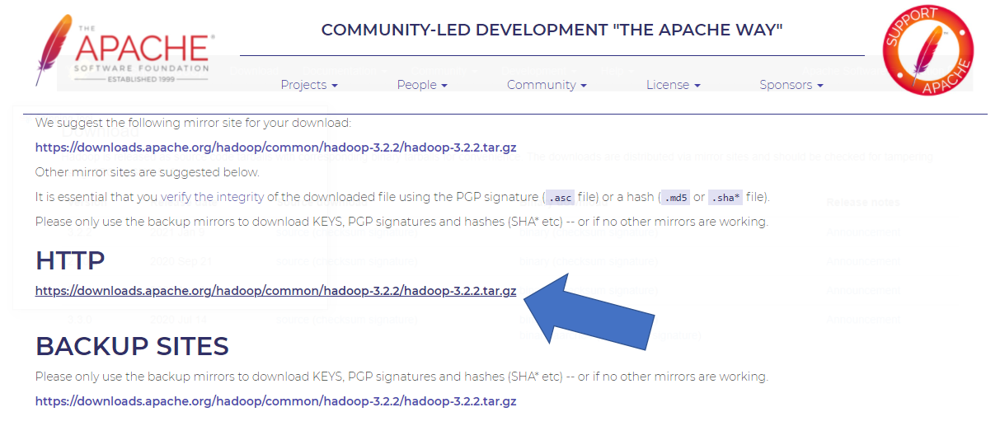 THE
APACHE®
SOFTWARE FOUNDATION
ESTABLISHED 1999
COMMUNITY-LED DEVELOPMENT "THE APACHE WAY"
SUPPORT
APACHE
Projects People Community License Sponsors
We suggest the following mirror site for your download:
https://downloads.apache.org/hadoop/common/hadoop-3.2.2/hadoop-3.2.2.tar.gz
Other mirror sites are suggested below.
It is essential that you verify the integrity of the downloaded file using the PGP signature ( .asc file) or a hash ( .md5 or .sha* file).
Release notes
Please only use the backup mirrors to download KEYS, PGP signatures and hashes (SHA* etc) -- or if no other mirrors are working.
Announcement
HTTP
Announcement
https://downloads.apache.org/hadoop/common/hadoop-3.2.2/hadoop-3.2.2.tar.gz
Announcement
Announcement
BACKUP SITES
Please only use the backup mirrors to download KEYS, PGP signatures and hashes (SHA* etc) -- or if no other mirrors are working.
https://downloads.apache.org/hadoop/common/hadoop-3.2.2/hadoop-3.2.2.tar.gz